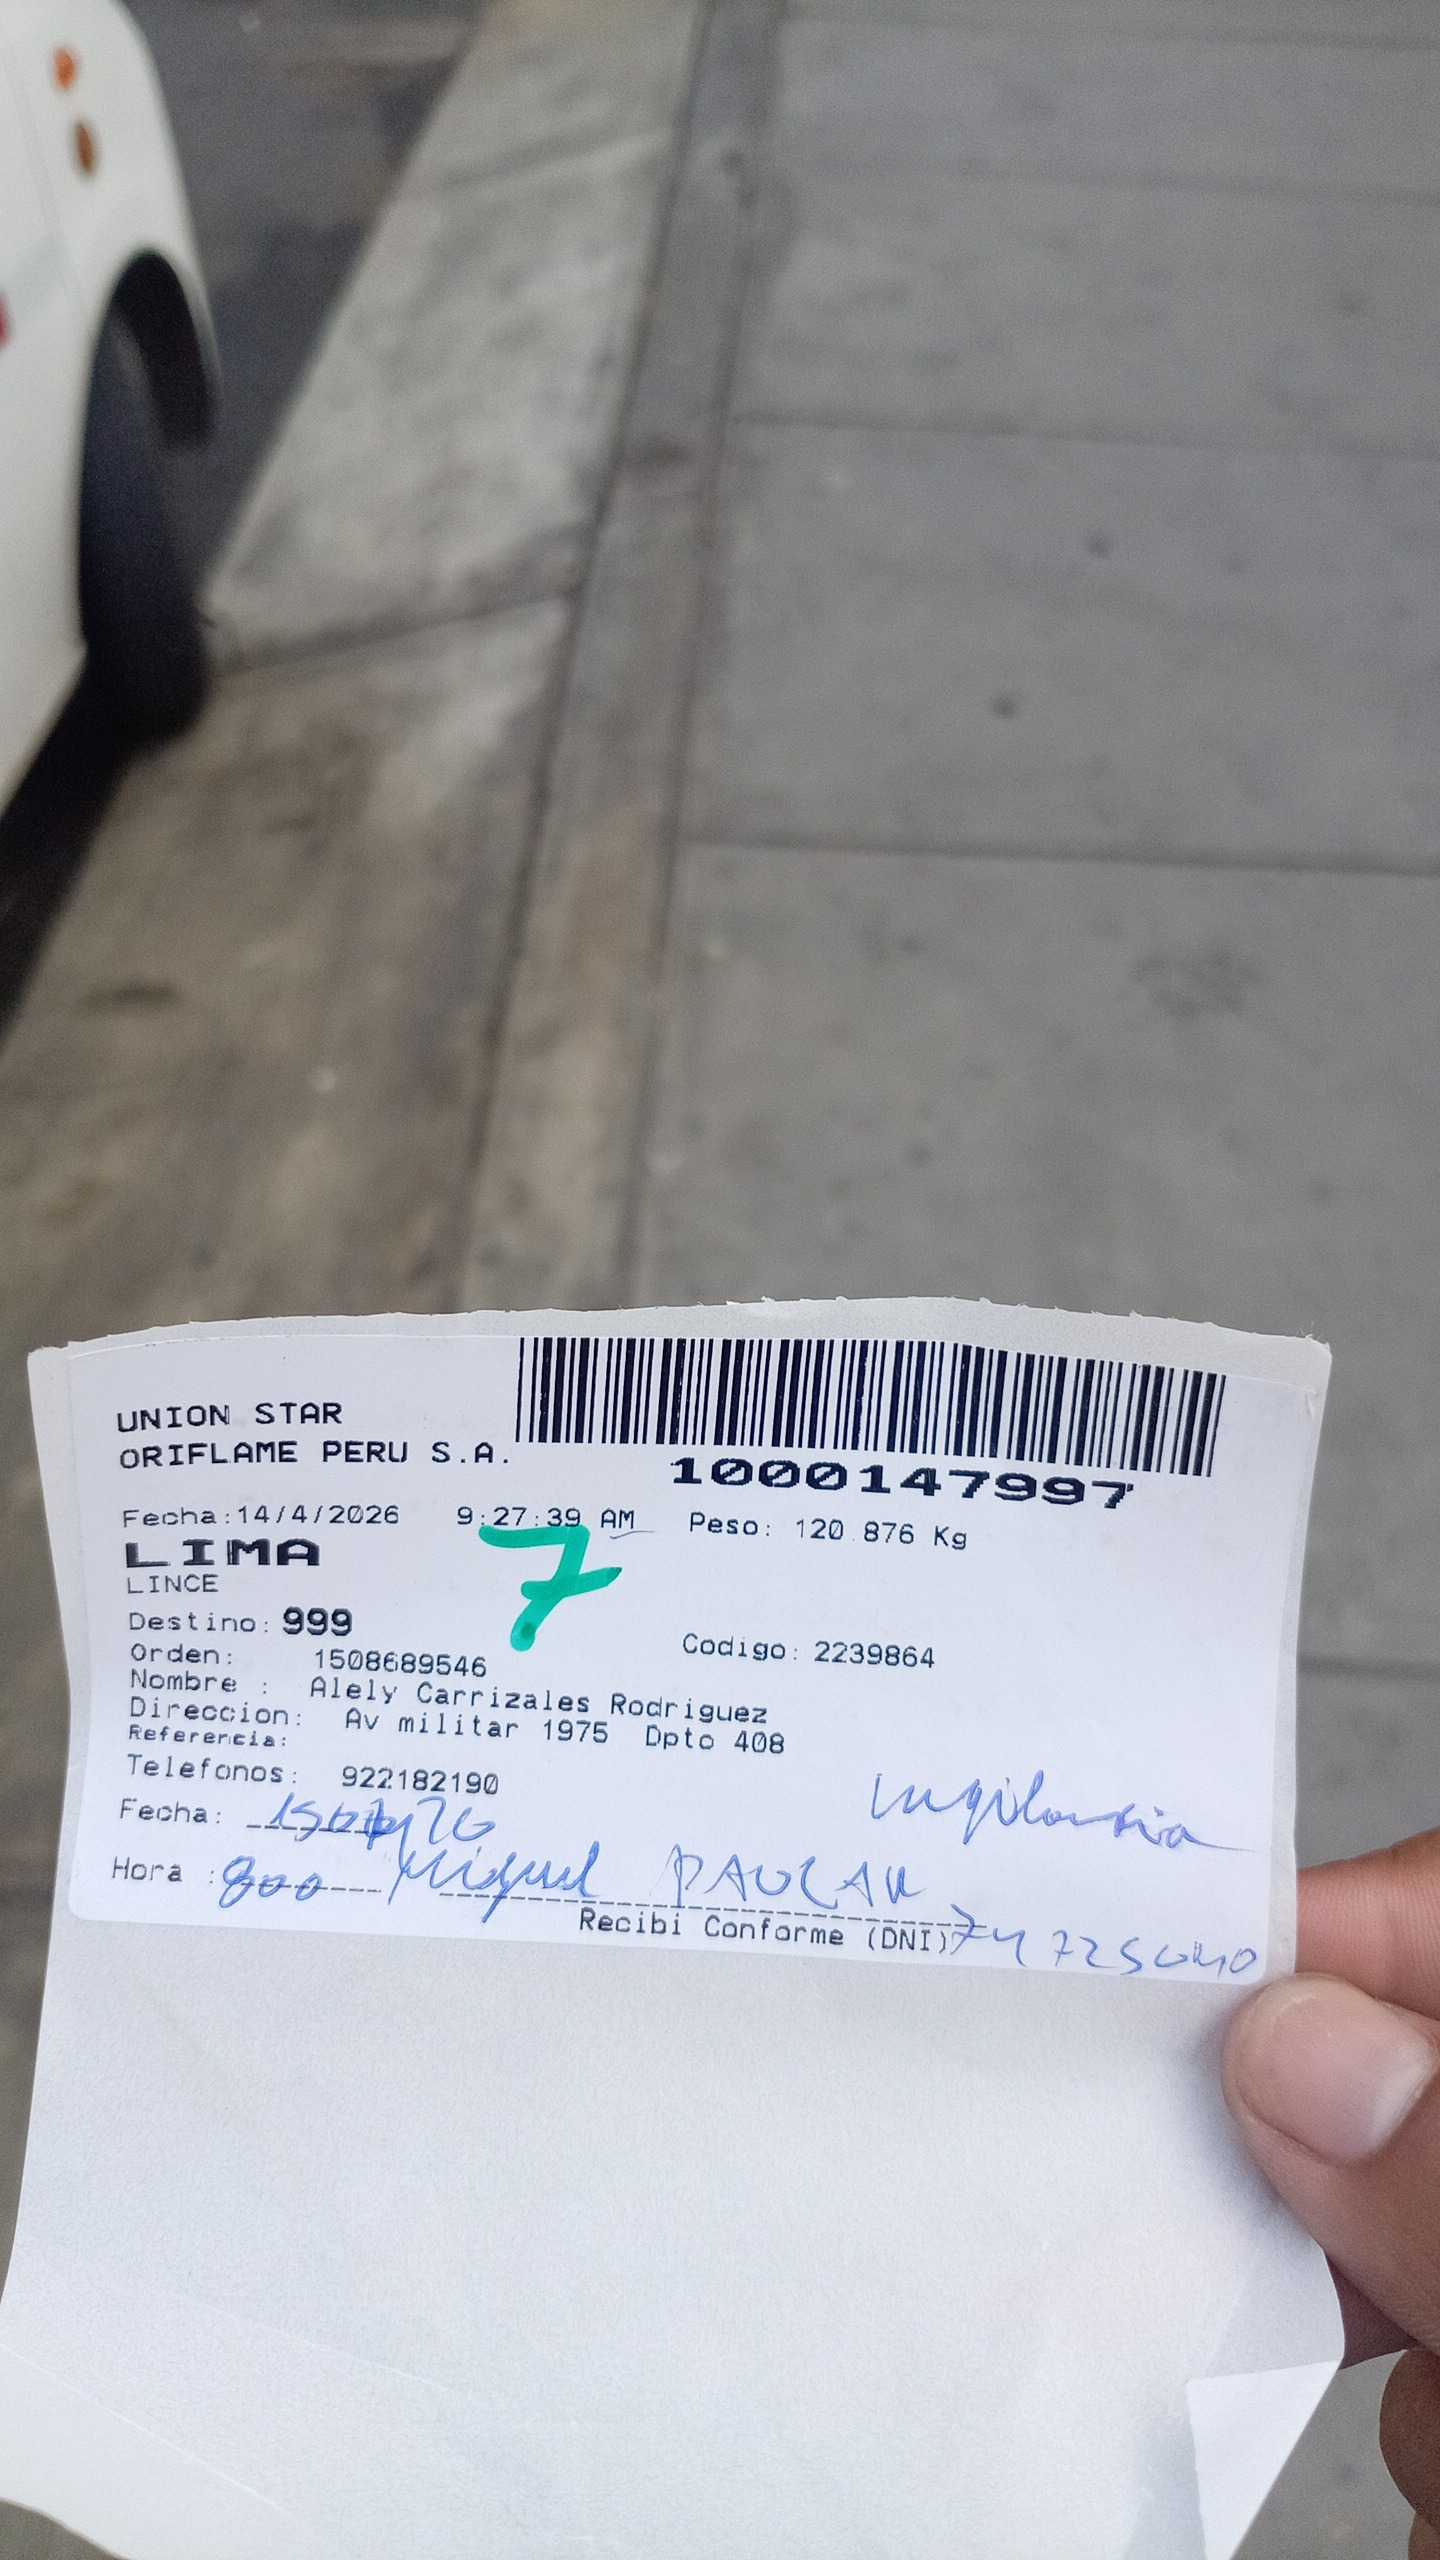 UNION STAR
ORIFLAME PERU S.A.
1000147997
Fecha:14/4/2026 9:27:39 AM Peso: 120.876 Kg
LIMA
7
LINCE
Destino: 999
Codigo: 2239864
Orden: 1508689546
Nombre : Alely Carrizales Rodriguez
Direccion: Av militar 1975 Dpto 408
Referencia:
Telefonos: 922182190
Vigilancia
Fecha:
Hora : 800 Miguel PAUCAR
Recibi Conforme (DNI)